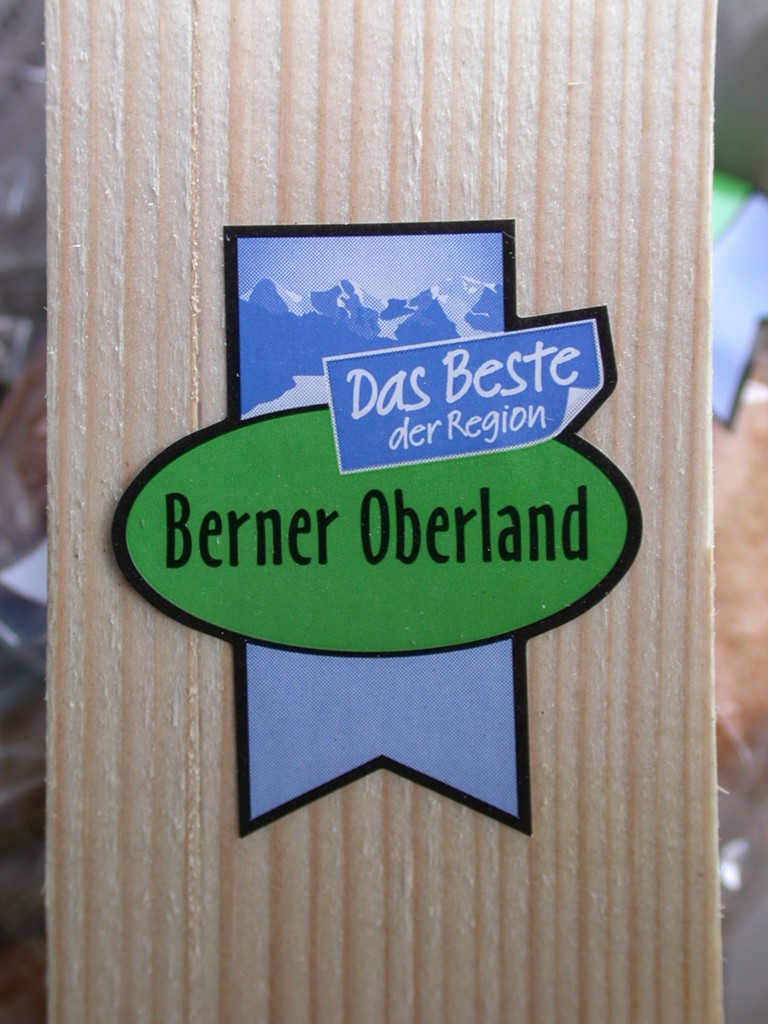 Das Beste
der Region
Berner Oberland